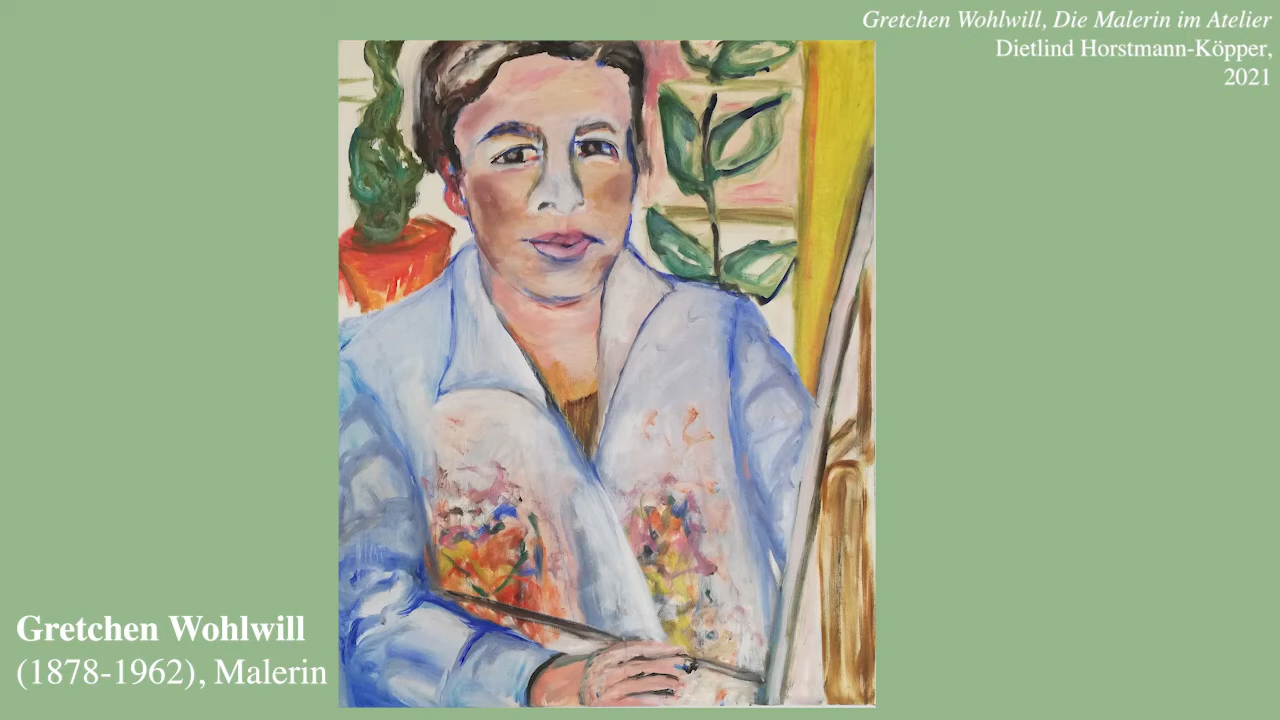 Gretchen Wohlwill, Die Malerin im Atelier
Dietlind Horstmann-Köpper,
2021
Gretchen Wohlwill
(1878-1962), Malerin